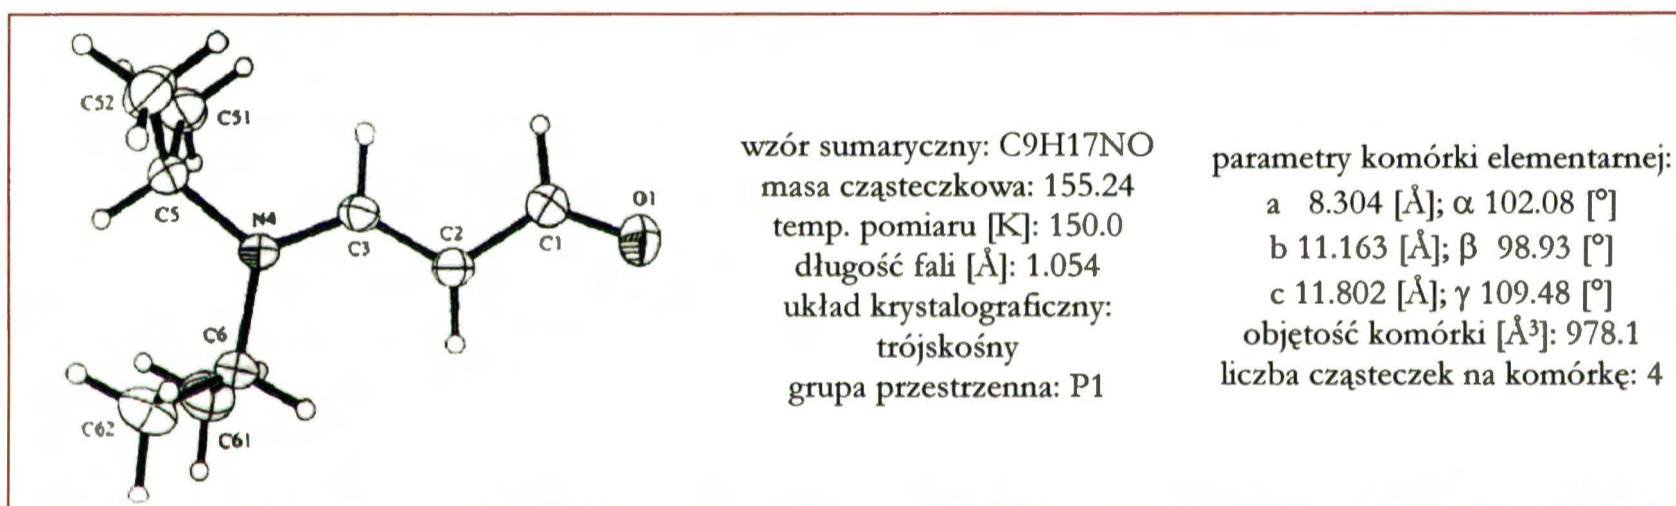 C52
C51
C5
N4
C3
C2
C1
O1
C6
C62
C61
wzór sumaryczny: C9H17NO
masa cząsteczkowa: 155.24
temp. pomiaru [K]: 150.0
długość fali [Å]: 1.054
układ krystalograficzny:
trójskośny
grupa przestrzenna: P1
parametry komórki elementarnej:
a 8.304 [Å]; α 102.08 [°]
b 11.163 [Å]; β 98.93 [°]
c 11.802 [Å]; γ 109.48 [°]
objętość komórki [Å³]: 978.1
liczba cząsteczek na komórkę: 4